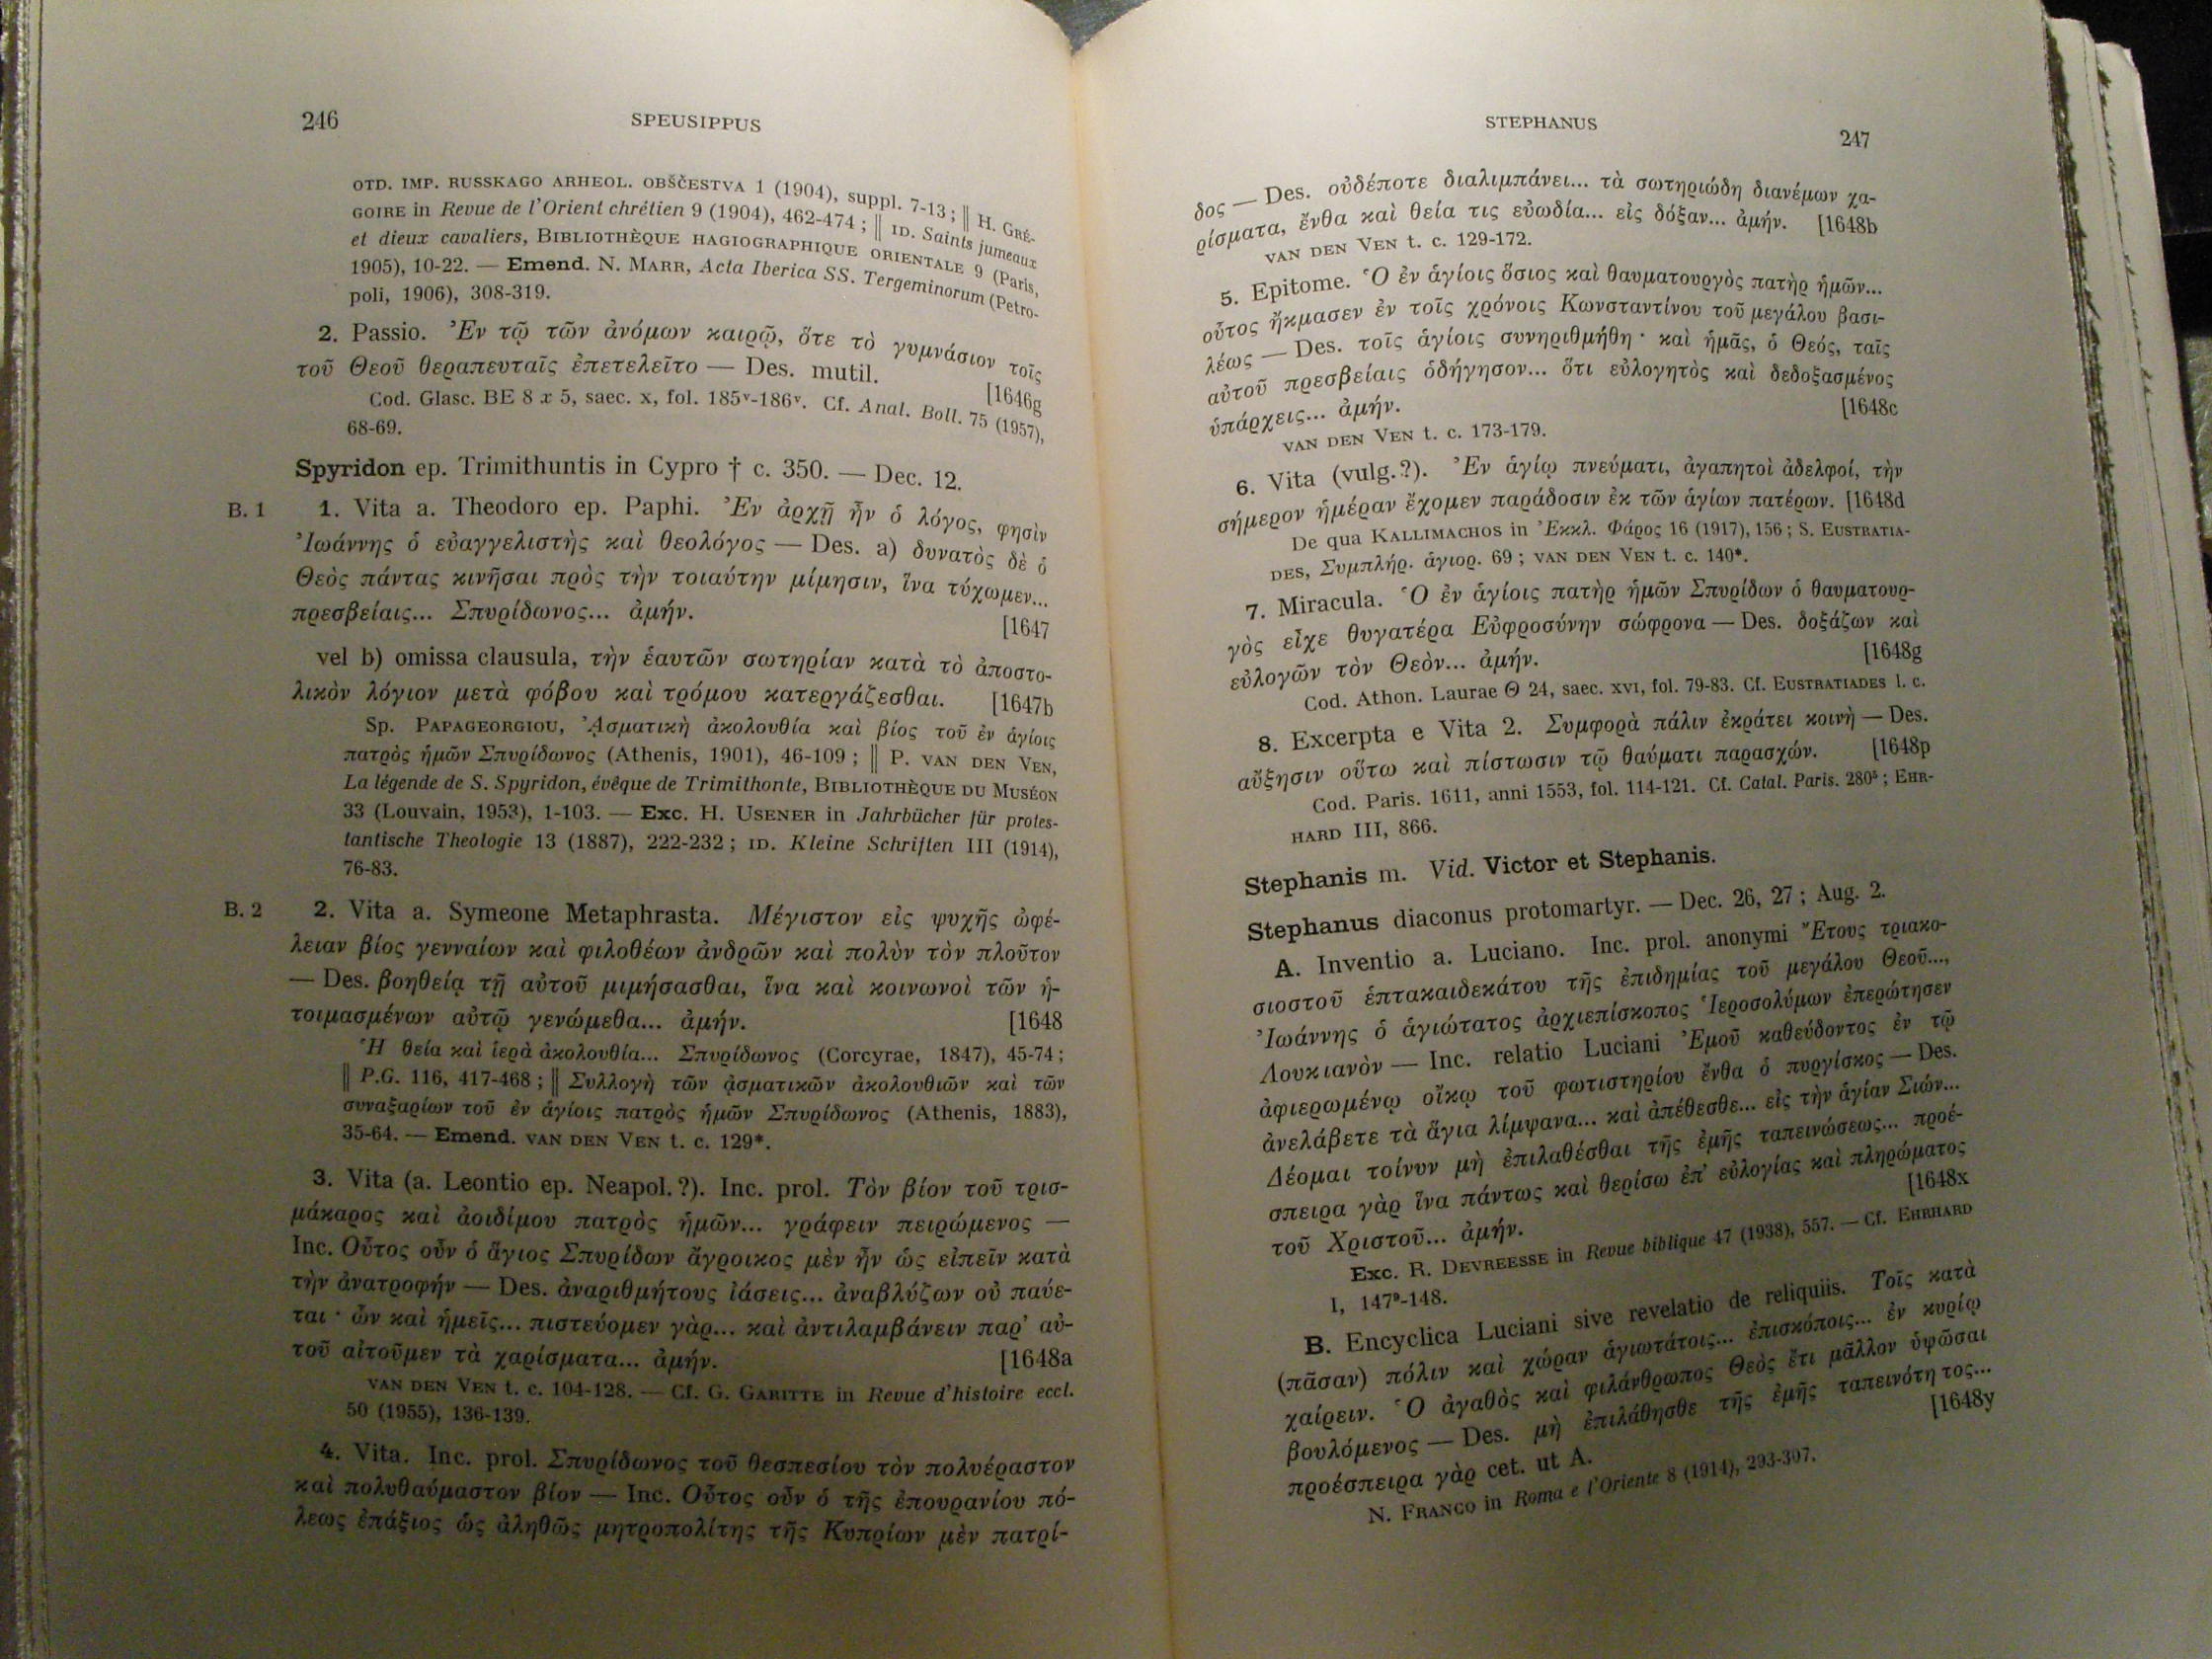 246
SPEUSIPPUS
OTD. IMP. RUSSKAGO ARHEOL. OBŠČESTVA 1 (1904), suppl. 7-13 ; ‖ H. GRÉ-
GOIRE in Revue de l'Orient chrétien 9 (1904), 462-474 ; ‖ ID. Saints jumeaux
et dieux cavaliers, BIBLIOTHÈQUE HAGIOGRAPHIQUE ORIENTALE 9 (Paris,
1905), 10-22. — Emend. N. MARR, Acta Iberica SS. Tergeminorum (Petro-
poli, 1906), 308-319.
2. Passio. Ἐν τῷ τῶν ἀνόμων καιρῷ, ὅτε τὸ γυμνάσιον τοῖς
τοῦ Θεοῦ θεραπευταῖς ἐπετελεῖτο — Des. mutil. [1646g
Cod. Glasc. BE 8 x 5, saec. x, fol. 185ᵛ-186ᵛ. Cf. Anal. Boll. 75 (1957),
68-69.
Spyridon ep. Trimithuntis in Cypro † c. 350. — Dec. 12.
B. 1 1. Vita a. Theodoro ep. Paphi. Ἐν ἀρχῇ ἦν ὁ λόγος, φησὶν
Ἰωάννης ὁ εὐαγγελιστὴς καὶ θεολόγος — Des. a) δυνατὸς δὲ ὁ
Θεὸς πάντας κινῆσαι πρὸς τὴν τοιαύτην μίμησιν, ἵνα τύχωμεν...
πρεσβείαις... Σπυρίδωνος... ἀμήν. [1647
vel b) omissa clausula, τὴν ἑαυτῶν σωτηρίαν κατὰ τὸ ἀποστο-
λικὸν λόγιον μετὰ φόβου καὶ τρόμου κατεργάζεσθαι. [1647b
Sp. PAPAGEORGIOU, Ἀσματικὴ ἀκολουθία καὶ βίος τοῦ ἐν ἁγίοις
πατρὸς ἡμῶν Σπυρίδωνος (Athenis, 1901), 46-109 ; ‖ P. VAN DEN VEN,
La légende de S. Spyridon, évêque de Trimithonte, BIBLIOTHÈQUE DU MUSÉON
33 (Louvain, 1953), 1-103. — Exc. H. USENER in Jahrbücher für protes-
tantische Theologie 13 (1887), 222-232 ; ID. Kleine Schriften III (1914),
76-83.
B. 2 2. Vita a. Symeone Metaphrasta. Μέγιστον εἰς ψυχῆς ὠφέ-
λειαν βίος γενναίων καὶ φιλοθέων ἀνδρῶν καὶ πολὺν τὸν πλοῦτον
— Des. βοηθείᾳ τῇ αὐτοῦ μιμήσασθαι, ἵνα καὶ κοινωνοὶ τῶν ἡ-
τοιμασμένων αὐτῷ γενώμεθα... ἀμήν. [1648
Ἡ θεία καὶ ἱερὰ ἀκολουθία... Σπυρίδωνος (Corcyrae, 1847), 45-74 ;
‖ P.G. 116, 417-468 ; ‖ Συλλογὴ τῶν ᾀσματικῶν ἀκολουθιῶν καὶ τῶν
συναξαρίων τοῦ ἐν ἁγίοις πατρὸς ἡμῶν Σπυρίδωνος (Athenis, 1883),
35-64. — Emend. VAN DEN VEN t. c. 129*.
3. Vita (a. Leontio ep. Neapol. ?). Inc. prol. Τὸν βίον τοῦ τρισ-
μάκαρος καὶ ἀοιδίμου πατρὸς ἡμῶν... γράφειν πειρώμενος —
Inc. Οὗτος οὖν ὁ ἅγιος Σπυρίδων ἄγροικος μὲν ἦν ὡς εἰπεῖν κατὰ
τὴν ἀνατροφήν — Des. ἀναριθμήτους ἰάσεις... ἀναβλύζων οὐ παύε-
ται · ὧν καὶ ἡμεῖς... πιστεύομεν γὰρ... καὶ ἀντιλαμβάνειν παρ' αὐ-
τοῦ αἰτοῦμεν τὰ χαρίσματα... ἀμήν. [1648a
VAN DEN VEN t. c. 104-128. — Cf. G. GARITTE in Revue d'histoire eccl.
50 (1955), 136-139.
4. Vita. Inc. prol. Σπυρίδωνος τοῦ θεσπεσίου τὸν πολυέραστον
καὶ πολυθαύμαστον βίον — Inc. Οὗτος οὖν ὁ τῆς ἐπουρανίου πό-
λεως ἐπάξιος ὡς ἀληθῶς μητροπολίτης τῆς Κυπρίων μὲν πατρί-
STEPHANUS
247
δος — Des. οὐδέποτε διαλιμπάνει... τὰ σωτηριώδη διανέμων χα-
ρίσματα, ἔνθα καὶ θεία τις εὐωδία... εἰς δόξαν... ἀμήν. [1648b
VAN DEN VEN t. c. 129-172.
5. Epitome. Ὁ ἐν ἁγίοις ὅσιος καὶ θαυματουργὸς πατὴρ ἡμῶν...
οὗτος ἤκμασεν ἐν τοῖς χρόνοις Κωνσταντίνου τοῦ μεγάλου βασι-
λέως — Des. τοῖς ἁγίοις συνηριθμήθη · καὶ ἡμᾶς, ὁ Θεός, ταῖς
αὐτοῦ πρεσβείαις ὁδήγησον... ὅτι εὐλογητὸς καὶ δεδοξασμένος
ὑπάρχεις... ἀμήν. [1648c
VAN DEN VEN t. c. 173-179.
6. Vita (vulg. ?). Ἐν ἁγίῳ πνεύματι, ἀγαπητοὶ ἀδελφοί, τὴν
σήμερον ἡμέραν ἔχομεν παράδοσιν ἐκ τῶν ἁγίων πατέρων. [1648d
De qua KALLIMACHOS in Ἐκκλ. Φάρος 16 (1917), 156 ; S. EUSTRATIA-
DES, Συμπλήρ. ἁγιορ. 69 ; VAN DEN VEN t. c. 140*.
7. Miracula. Ὁ ἐν ἁγίοις πατὴρ ἡμῶν Σπυρίδων ὁ θαυματουρ-
γὸς εἶχε θυγατέρα Εὐφροσύνην σώφρονα — Des. δοξάζων καὶ
εὐλογῶν τὸν Θεὸν... ἀμήν. [1648g
Cod. Athon. Laurae Θ 24, saec. XVI, fol. 79-83. Cf. EUSTRATIADES l. c.
8. Excerpta e Vita 2. Συμφορὰ πάλιν ἐκράτει κοινὴ — Des.
αὔξησιν οὕτω καὶ πίστωσιν τῷ θαύματι παρασχών. [1648p
Cod. Paris. 1611, anni 1553, fol. 114-121. Cf. Catal. Paris. 280⁵ ; EHR-
HARD III, 866.
Stephanis m. Vid. Victor et Stephanis.
Stephanus diaconus protomartyr. — Dec. 26, 27 ; Aug. 2.
A. Inventio a. Luciano. Inc. prol. anonymi Ἔτους τριακο-
σιοστοῦ ἑπτακαιδεκάτου τῆς ἐπιδημίας τοῦ μεγάλου Θεοῦ...,
Ἰωάννης ὁ ἁγιώτατος ἀρχιεπίσκοπος Ἱεροσολύμων ἐπερώτησεν
Λουκιανὸν — Inc. relatio Luciani Ἐμοῦ καθεύδοντος ἐν τῷ
ἀφιερωμένῳ οἴκῳ τοῦ φωτιστηρίου ἔνθα ὁ πυργίσκος — Des.
ἀνελάβετε τὰ ἅγια λίμψανα... καὶ ἀπέθεσθε... εἰς τὴν ἁγίαν Σιών...
Δέομαι τοίνυν μὴ ἐπιλαθέσθαι τῆς ἐμῆς ταπεινώσεως... προέ-
σπειρα γὰρ ἵνα πάντως καὶ θερίσω ἐπ' εὐλογίας καὶ πληρώματος
τοῦ Χριστοῦ... ἀμήν. [1648x
Exc. R. DEVREESSE in Revue biblique 47 (1938), 557. — Cf. EHRHARD
I, 147⁹-148.
B. Encyclica Luciani sive revelatio de reliquiis. Τοῖς κατὰ
(πᾶσαν) πόλιν καὶ χώραν ἁγιωτάτοις... ἐπισκόποις... ἐν κυρίῳ
χαίρειν. Ὁ ἀγαθὸς καὶ φιλάνθρωπος Θεὸς ἔτι μᾶλλον ὑψῶσαι
βουλόμενος — Des. μὴ ἐπιλάθησθε τῆς ἐμῆς ταπεινότητος...
προέσπειρα γὰρ cet. ut A. [1648y
N. FRANCO in Roma e l'Oriente 8 (1914), 293-307.